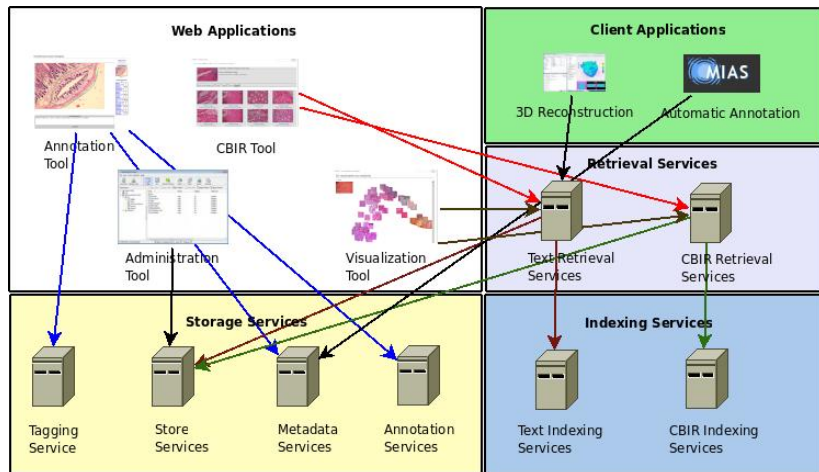 Web Applications
Client Applications
MIAS
3D Reconstruction
Automatic Annotation
Annotation
Tool
CBIR Tool
Retrieval Services
Administration
Tool
Visualization
Tool
Text Retrieval
Services
CBIR Retrieval
Services
Storage Services
Indexing Services
Tagging
Service
Store
Services
Metadata
Services
Annotation
Services
Text Indexing
Services
CBIR Indexing
Services